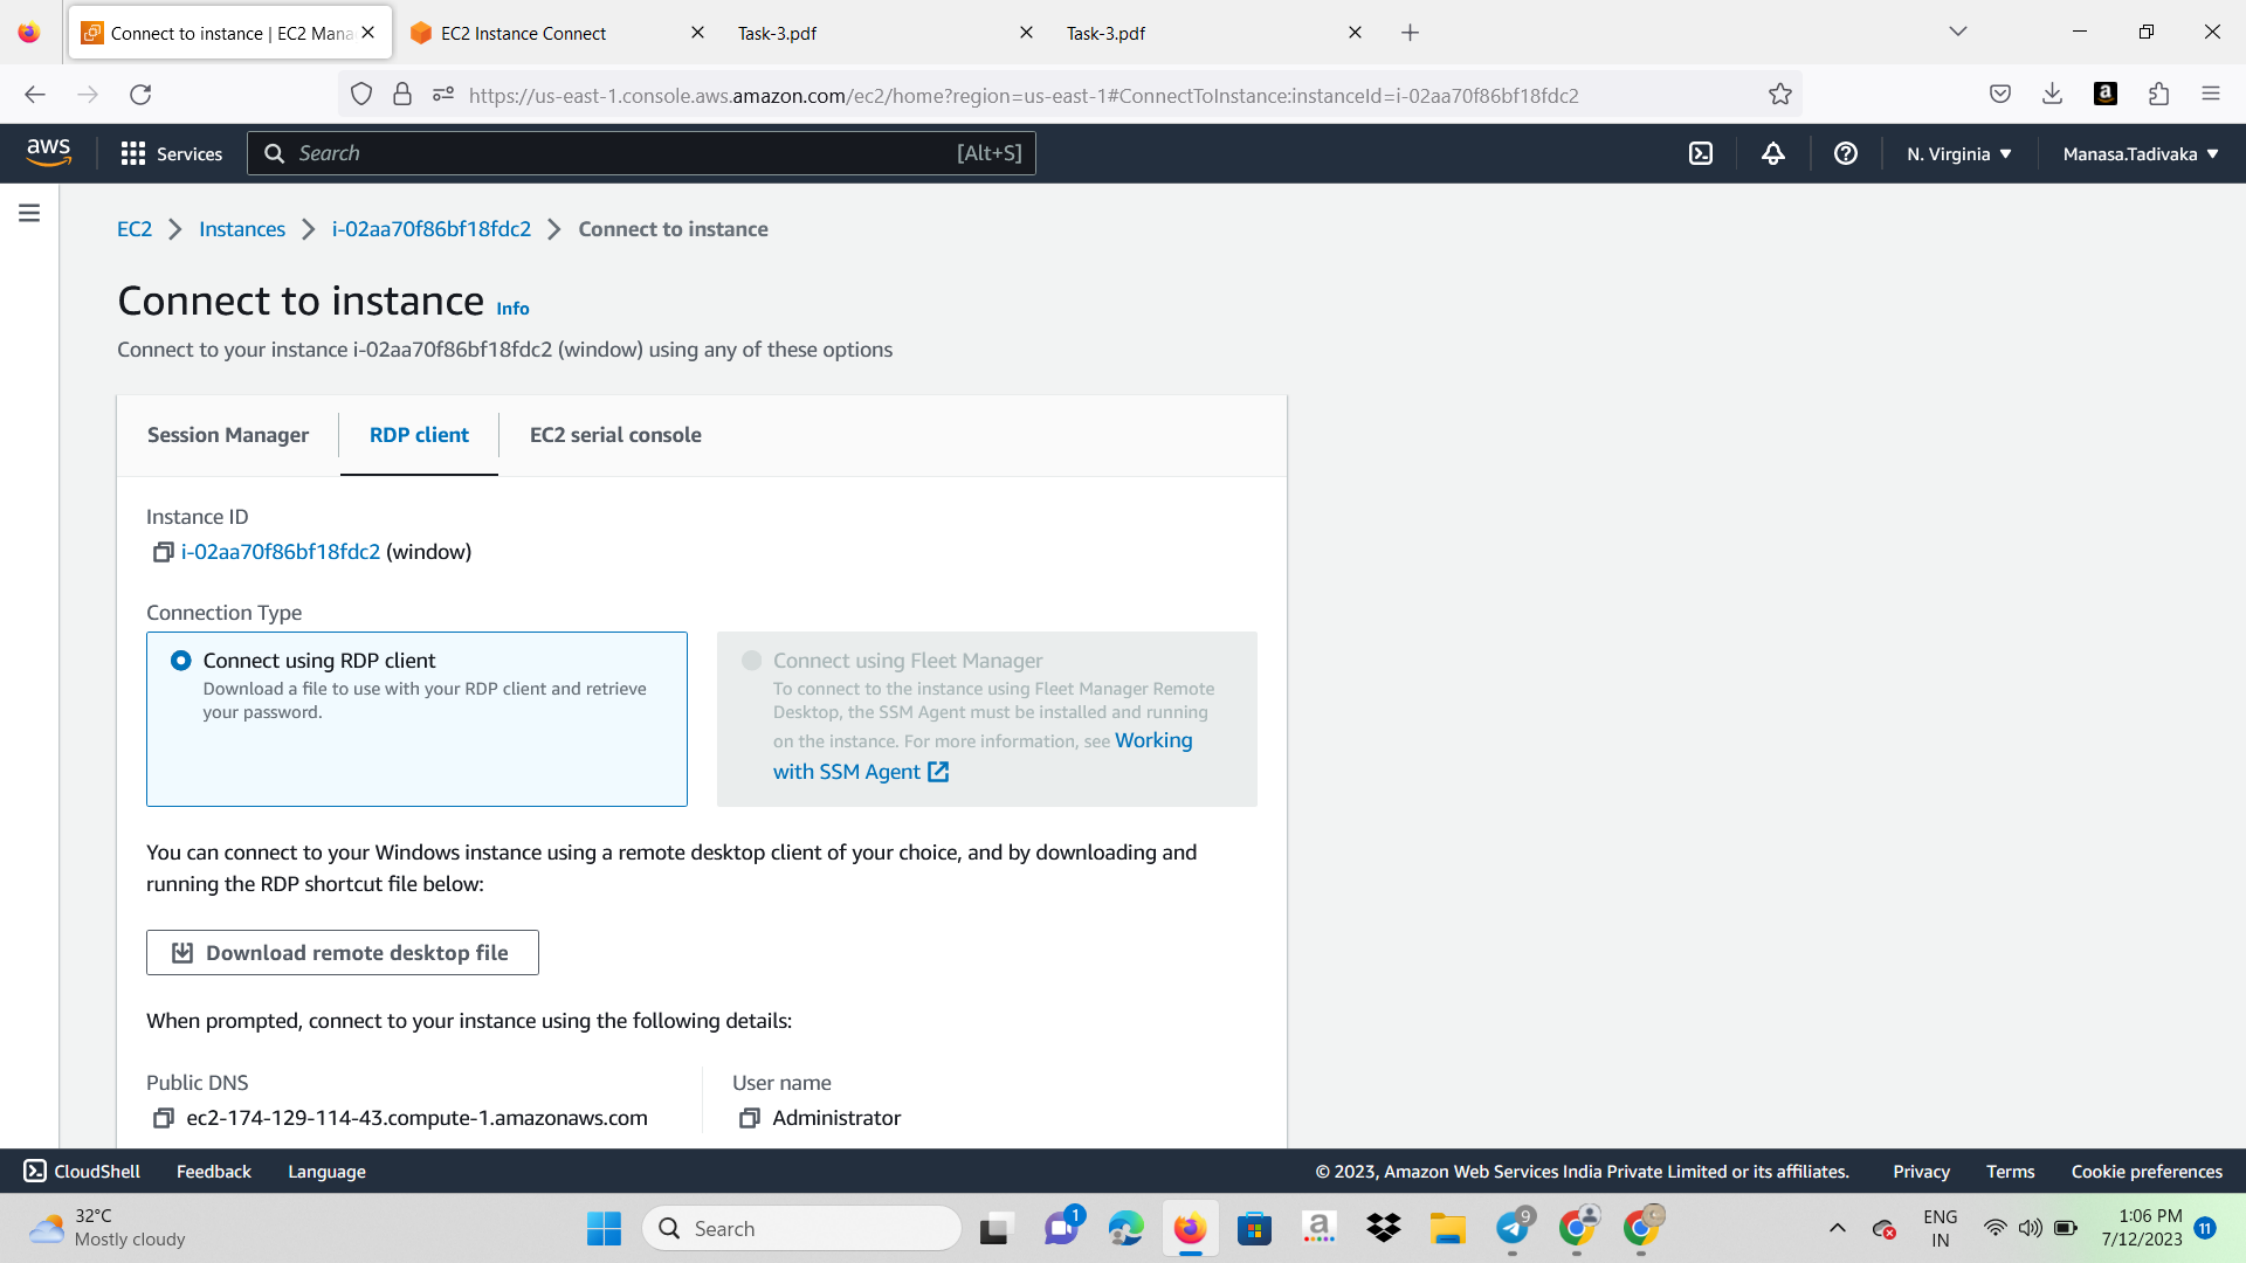 Connect to instance | EC2 Mana
EC2 Instance Connect
Task-3.pdf
Task-3.pdf
https://us-east-1.console.aws.amazon.com/ec2/home?region=us-east-1#ConnectToInstance:instanceId=i-02aa70f86bf18fdc2
aws
Services
Search
[Alt+S]
N. Virginia
Manasa.Tadivaka
EC2
Instances
i-02aa70f86bf18fdc2
Connect to instance
Connect to instance Info
Connect to your instance i-02aa70f86bf18fdc2 (window) using any of these options
Session Manager
RDP client
EC2 serial console
Instance ID
i-02aa70f86bf18fdc2 (window)
Connection Type
Connect using RDP client
Download a file to use with your RDP client and retrieve
your password.
Connect using Fleet Manager
To connect to the instance using Fleet Manager Remote
Desktop, the SSM Agent must be installed and running
on the instance. For more information, see Working
with SSM Agent
You can connect to your Windows instance using a remote desktop client of your choice, and by downloading and
running the RDP shortcut file below:
Download remote desktop file
When prompted, connect to your instance using the following details:
Public DNS
ec2-174-129-114-43.compute-1.amazonaws.com
User name
Administrator
CloudShell
Feedback
Language
© 2023, Amazon Web Services India Private Limited or its affiliates.
Privacy
Terms
Cookie preferences
32°C
Mostly cloudy
Search
1
a
9
ENG
IN
1:06 PM
7/12/2023
11